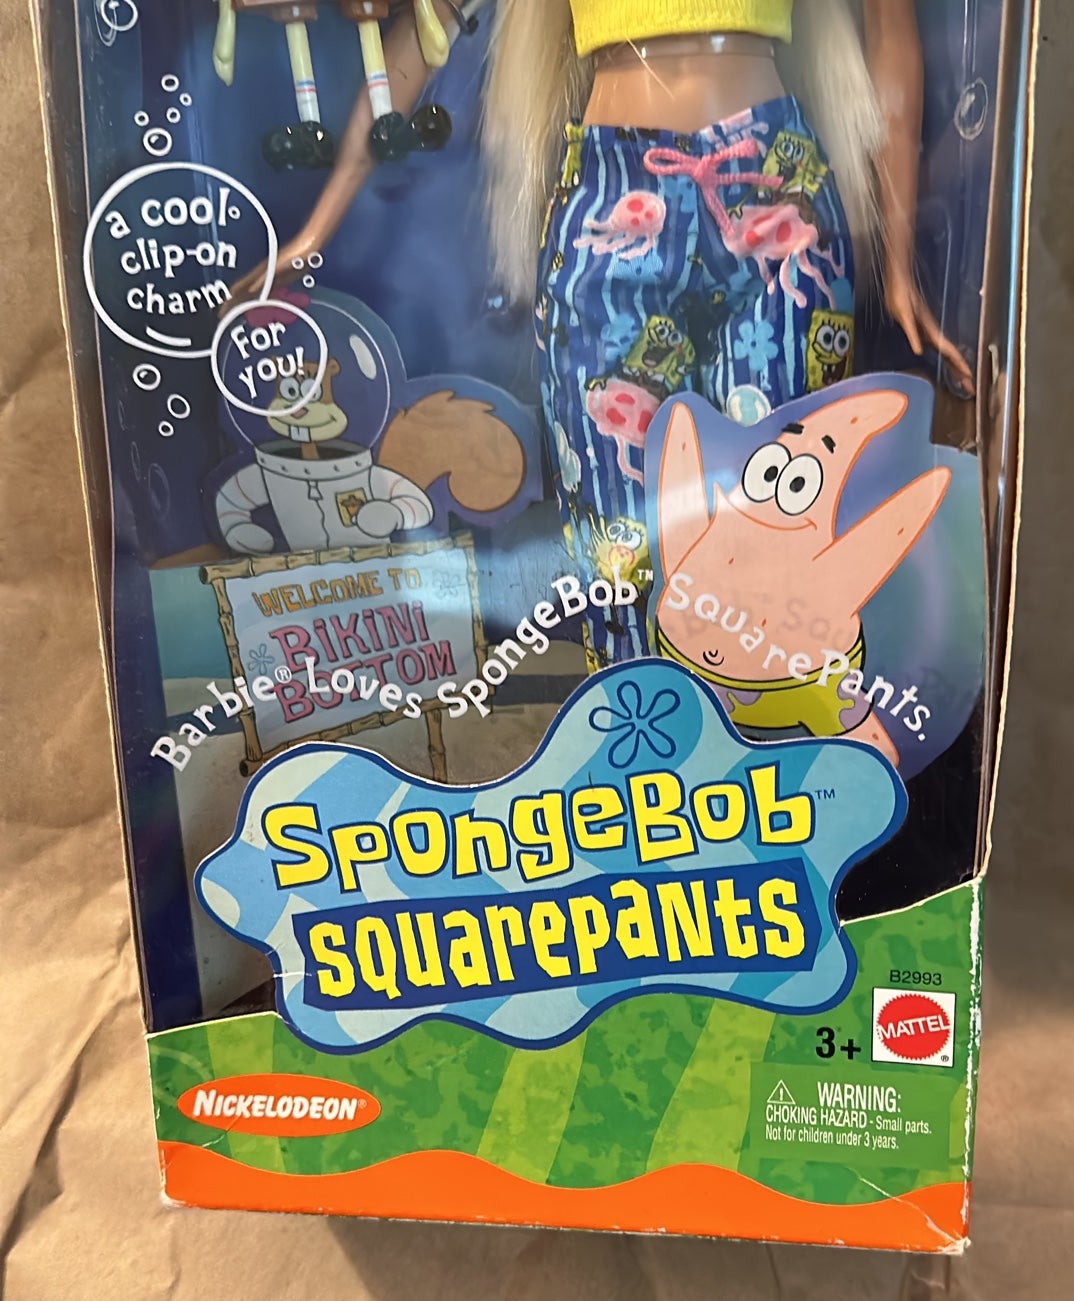 a cool
clip-on
charm
For
you!
WELCOME TO
BIKINI
BOTTOM
Barbie® Loves SpongeBob™ SquarePants.
SpongeBob™
SQUAREPANTS
B2993
MATTEL
®
3+
NICKELODEON®
WARNING:
CHOKING HAZARD - Small parts.
Not for children under 3 years.